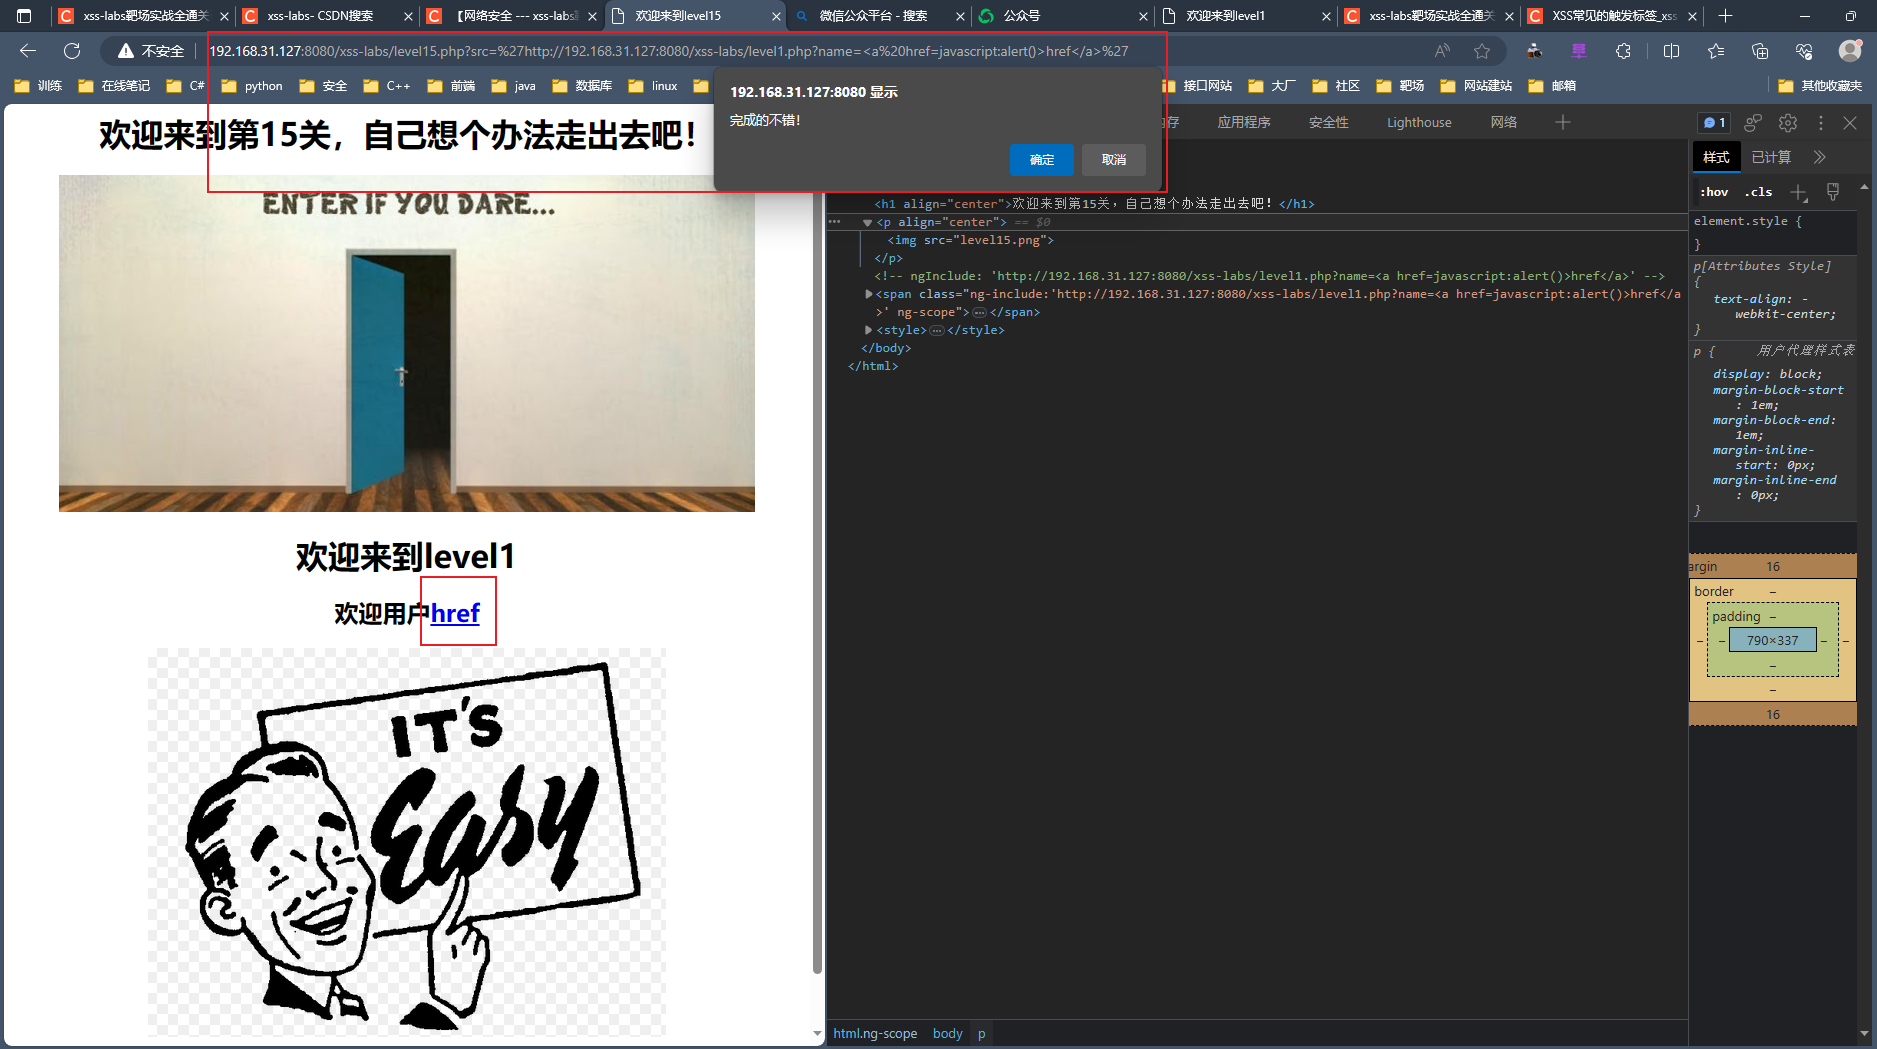 xss-labs靶场实战全通关
xss-labs- CSDN搜索
【网络安全 --- xss-labs
欢迎来到level15
微信公众平台 - 搜索
公众号
欢迎来到level1
xss-labs靶场实战全通关
XSS常见的触发标签_xss
不安全
192.168.31.127:8080/xss-labs/level15.php?src=%27http://192.168.31.127:8080/xss-labs/level1.php?name=<a%20href=javascript:alert()>href</a>%27
训练
在线笔记
C#
python
安全
C++
前端
java
数据库
linux
接口网站
大厂
社区
靶场
网站建站
邮箱
其他收藏夹
192.168.31.127:8080 显示
完成的不错!
确定
取消
欢迎来到第15关，自己想个办法走出去吧！
ENTER IF YOU DARE...
欢迎来到level1
欢迎用户href
IT'S
Easy
应用程序
安全性
Lighthouse
网络
1
<h1 align="center">欢迎来到第15关，自己想个办法走出去吧！</h1>
<p align="center"> == $0
<img src="level15.png">
</p>
<!-- ngInclude: 'http://192.168.31.127:8080/xss-labs/level1.php?name=<a href=javascript:alert()>href</a>' -->
<span class="ng-include:'http://192.168.31.127:8080/xss-labs/level1.php?name=<a href=javascript:alert()>href</a
>' ng-scope">…</span>
<style>…</style>
</body>
</html>
html.ng-scope
body
p
样式
已计算
:hov
.cls
element.style {
}
p[Attributes Style]
{
text-align: -
webkit-center;
}
p {
用户代理样式表
display: block;
margin-block-start
: 1em;
margin-block-end:
1em;
margin-inline-
start: 0px;
margin-inline-end
: 0px;
}
argin
16
border
–
padding
–
–
–
790×337
–
–
–
–
16